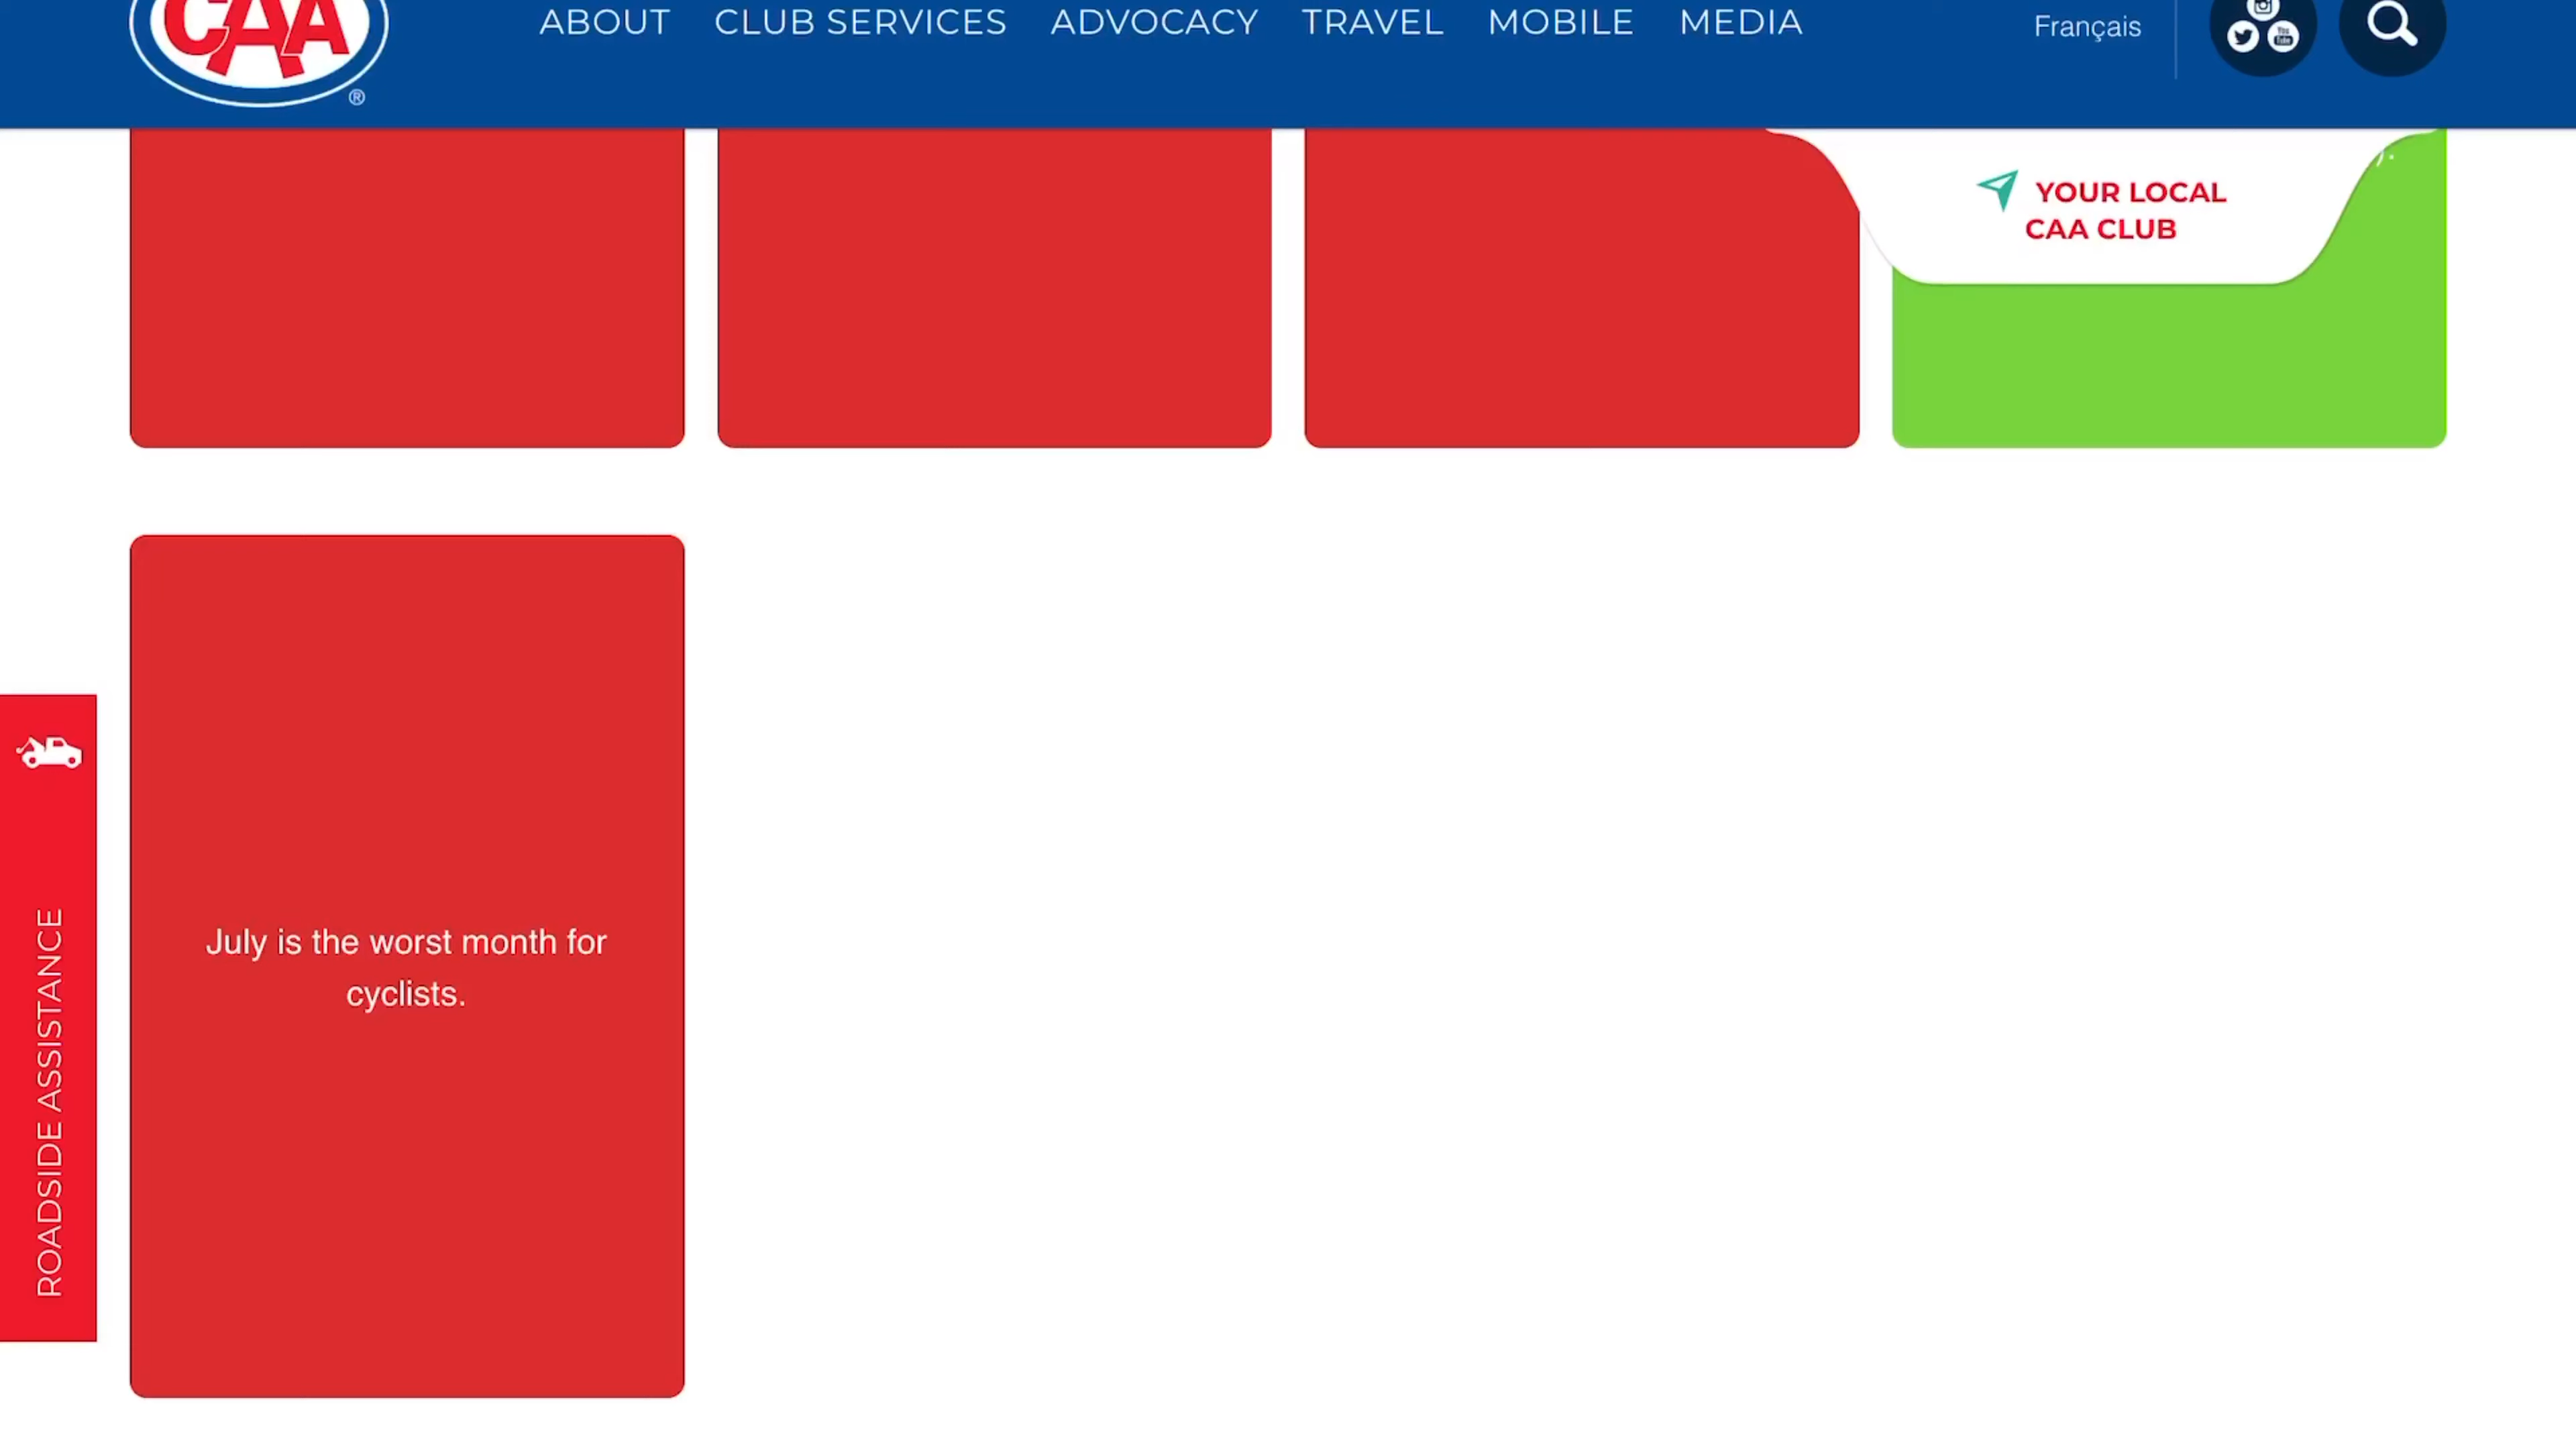 CAA
®
ABOUT CLUB SERVICES ADVOCACY TRAVEL MOBILE MEDIA
Français
YOUR LOCAL
CAA CLUB
July is the worst month for
cyclists.
ROADSIDE ASSISTANCE